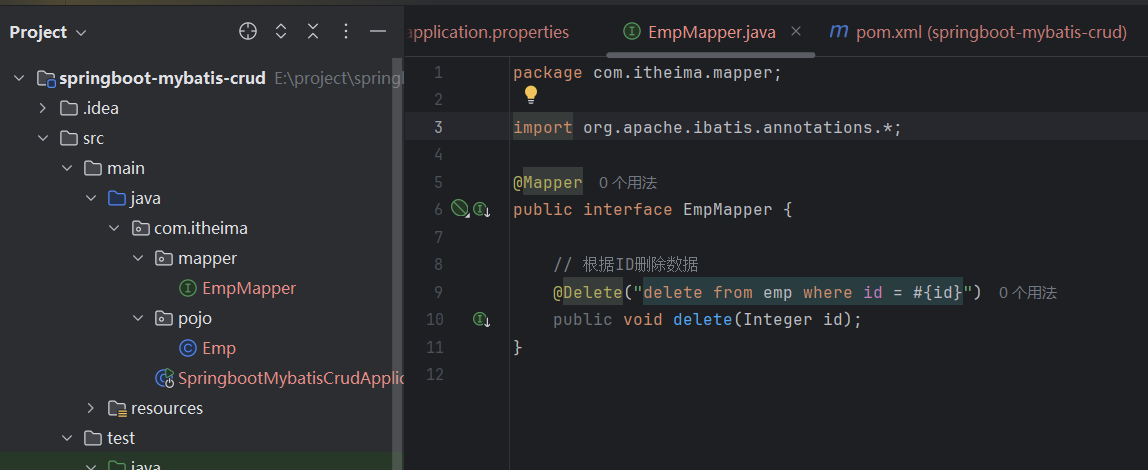 Project
springboot-mybatis-crud E:\project\springb
.idea
src
main
java
com.itheima
mapper
EmpMapper
pojo
Emp
SpringbootMybatisCrudApplic
resources
test
java
application.properties
EmpMapper.java
pom.xml (springboot-mybatis-crud)
1 package com.itheima.mapper;
2
3 import org.apache.ibatis.annotations.*;
4
5 @Mapper 0 个用法
6 public interface EmpMapper {
7
8 // 根据ID删除数据
9 @Delete("delete from emp where id = #{id}") 0 个用法
10 public void delete(Integer id);
11 }
12